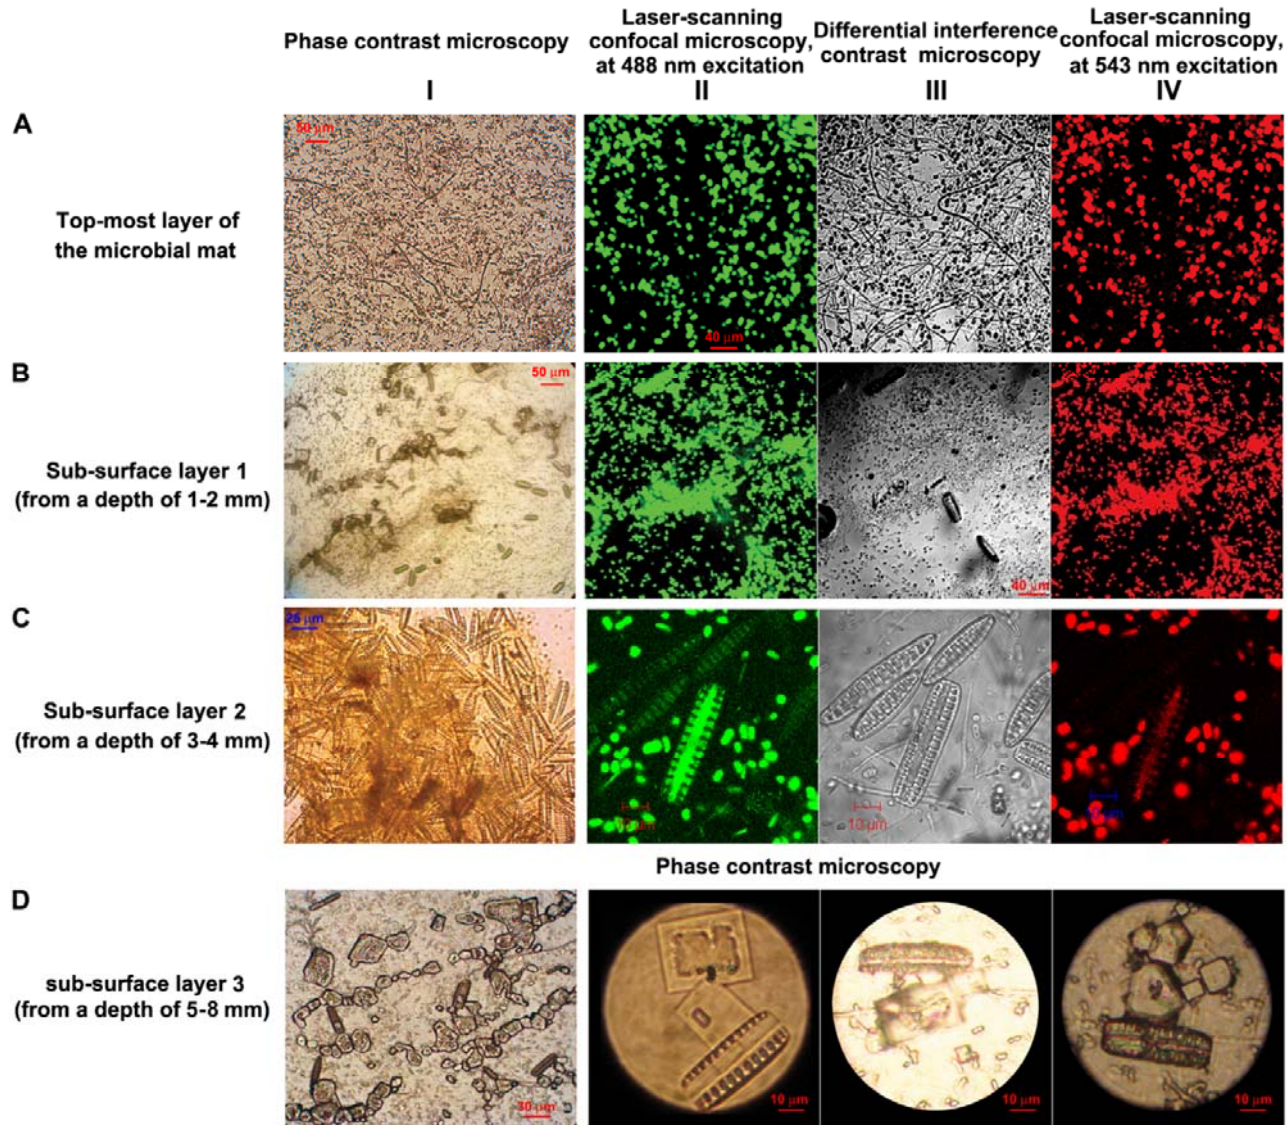 Phase contrast microscopy
I
Laser-scanning
confocal microscopy,
at 488 nm excitation
II
Differential interference
contrast microscopy
III
Laser-scanning
confocal microscopy,
at 543 nm excitation
IV
A
Top-most layer of
the microbial mat
50 µm
40 µm
B
Sub-surface layer 1
(from a depth of 1-2 mm)
50 µm
40 µm
C
Sub-surface layer 2
(from a depth of 3-4 mm)
25 µm
10 µm
Phase contrast microscopy
D
sub-surface layer 3
(from a depth of 5-8 mm)
30 µm
10 µm
10 µm
10 µm